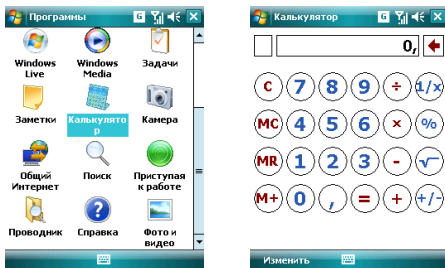 Программы
Windows Live
Windows Media
Задачи
Заметки
Калькулято
р
Камера
Общий
Интернет
Поиск
Приступая
к работе
Проводник
Справка
Фото и
видео
Калькулятор
0,
C 7 8 9 ÷ 1/x
MC 4 5 6 × %
MR 1 2 3 - √
M+ 0 , = + +/-
Изменить